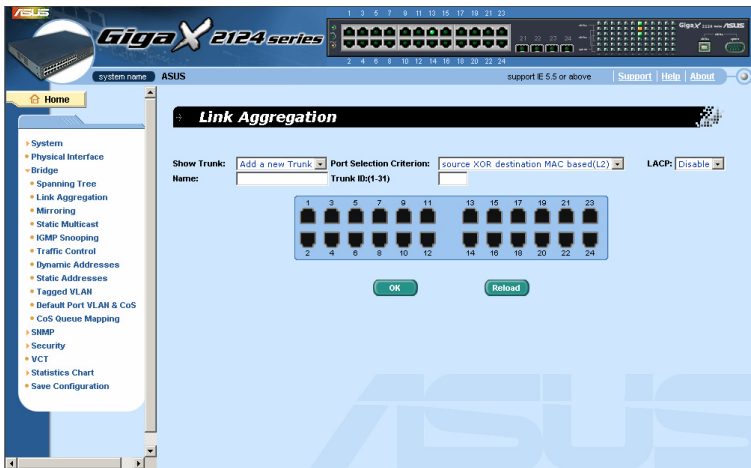 ASUS
GigaX 2124 series
1 3 5 7 9 11 13 15 17 19 21 23
2 4 6 8 10 12 14 16 18 20 22 24
21 22 23 24
GigaX 2124 series ASUS
system name ASUS
support IE 5.5 or above
Support | Help | About
Home
System
Physical Interface
Bridge
Spanning Tree
Link Aggregation
Mirroring
Static Multicast
IGMP Snooping
Traffic Control
Dynamic Addresses
Static Addresses
Tagged VLAN
Default Port VLAN & CoS
CoS Queue Mapping
SNMP
Security
VCT
Statistics Chart
Save Configuration
Link Aggregation
Show Trunk: Add a new Trunk Port Selection Criterion: source XOR destination MAC based(L2) LACP: Disable
Name: Trunk ID:(1-31)
1 3 5 7 9 11 13 15 17 19 21 23
2 4 6 8 10 12 14 16 18 20 22 24
OK Reload
ASUS